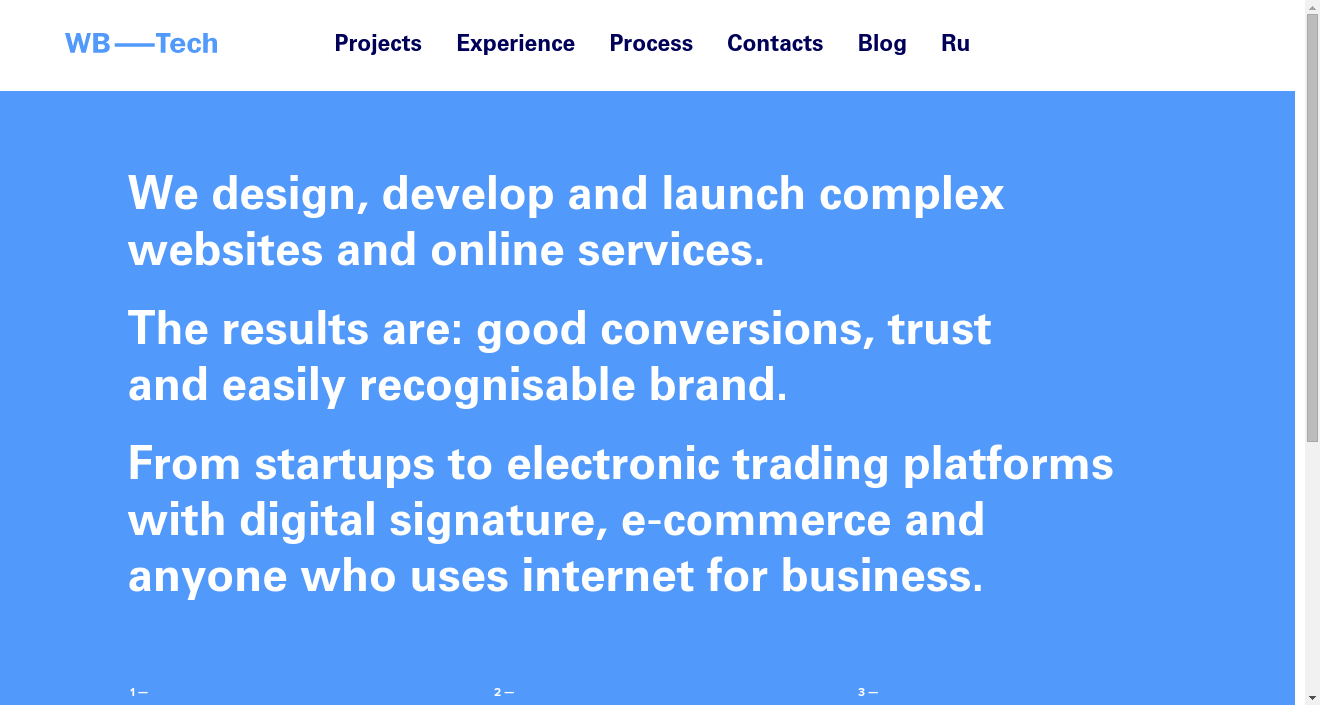 WB——Tech
Projects Experience Process Contacts Blog Ru
We design, develop and launch complex
websites and online services.
The results are: good conversions, trust
and easily recognisable brand.
From startups to electronic trading platforms
with digital signature, e-commerce and
anyone who uses internet for business.
1 — 2 — 3 —